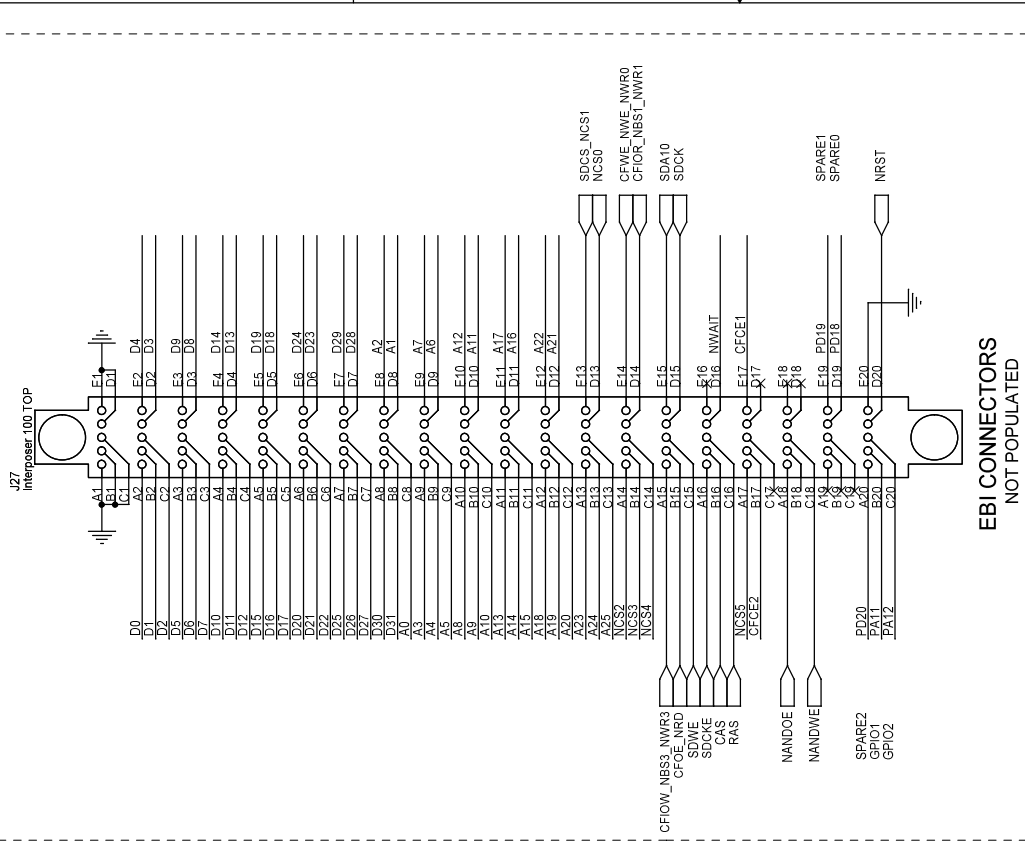 SDCS_NCS1
NCS0
CFWE_NWE_NWR0
CFIOR_NBS1_NWR1
SDA10
SDCK
SPARE1
SPARE0
NRST
D4
D3
D9
D8
D14
D13
D19
D18
D24
D23
D29
D28
A2
A1
A7
A6
A12
A11
A17
A16
A22
A21
NWAIT
CFCE1
PD19
PD18
E1
D1
E2
D2
E3
D3
E4
D4
E5
D5
E6
D6
E7
D7
E8
D8
E9
D9
E10
D10
E11
D11
E12
D12
E13
D13
E14
D14
E15
D15
E16
D16
E17
D17
E18
D18
E19
D19
E20
D20
J27
Interposer 100 TOP
A1
B1
C1
A2
B2
C2
A3
B3
C3
A4
B4
C4
A5
B5
C5
A6
B6
C6
A7
B7
C7
A8
B8
C8
A9
B9
C9
A10
B10
C10
A11
B11
C11
A12
B12
C12
A13
B13
C13
A14
B14
C14
A15
B15
C15
A16
B16
C16
A17
B17
C17
A18
B18
C18
A19
B19
C19
A20
B20
C20
D0
D1
D2
D5
D6
D7
D10
D11
D12
D15
D16
D17
D20
D21
D22
D25
D26
D27
D30
D31
A0
A3
A4
A5
A8
A9
A10
A13
A14
A15
A18
A19
A20
A23
A24
A25
NCS2
NCS3
NCS4
NCS5
CFCE2
PD20
PA11
PA12
CFIOW_NBS3_NWR3
CFOE_NRD
SDWE
SDCKE
CAS
RAS
NANDOE
NANDWE
SPARE2
GPIO1
GPIO2
EBI CONNECTORS
NOT POPULATED